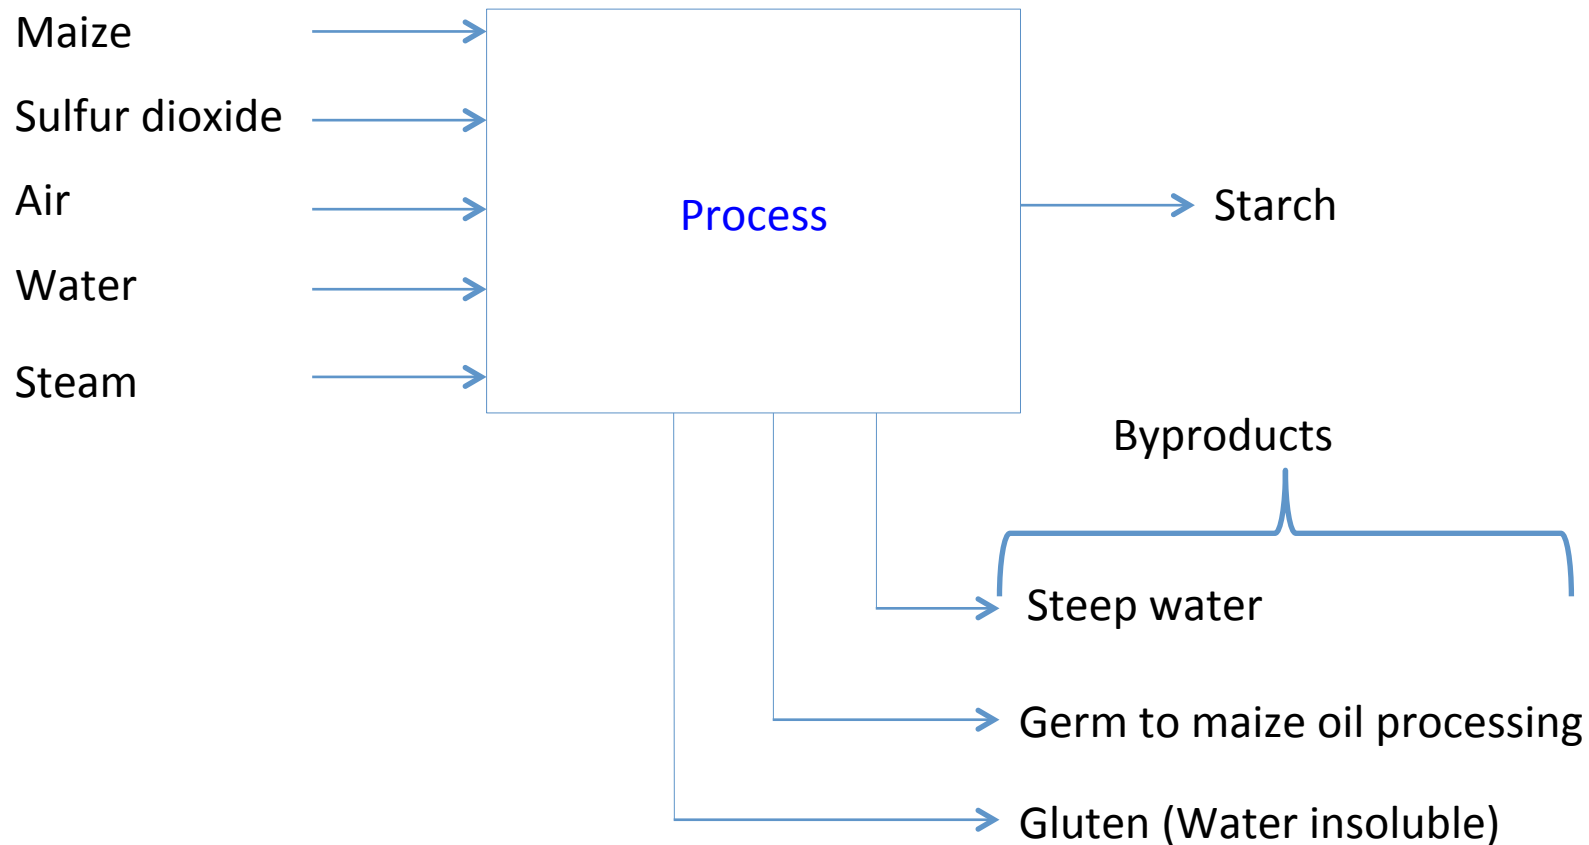 Maize
Sulfur dioxide
Air
Water
Steam
Process
Starch
Byproducts
Steep water
Germ to maize oil processing
Gluten (Water insoluble)